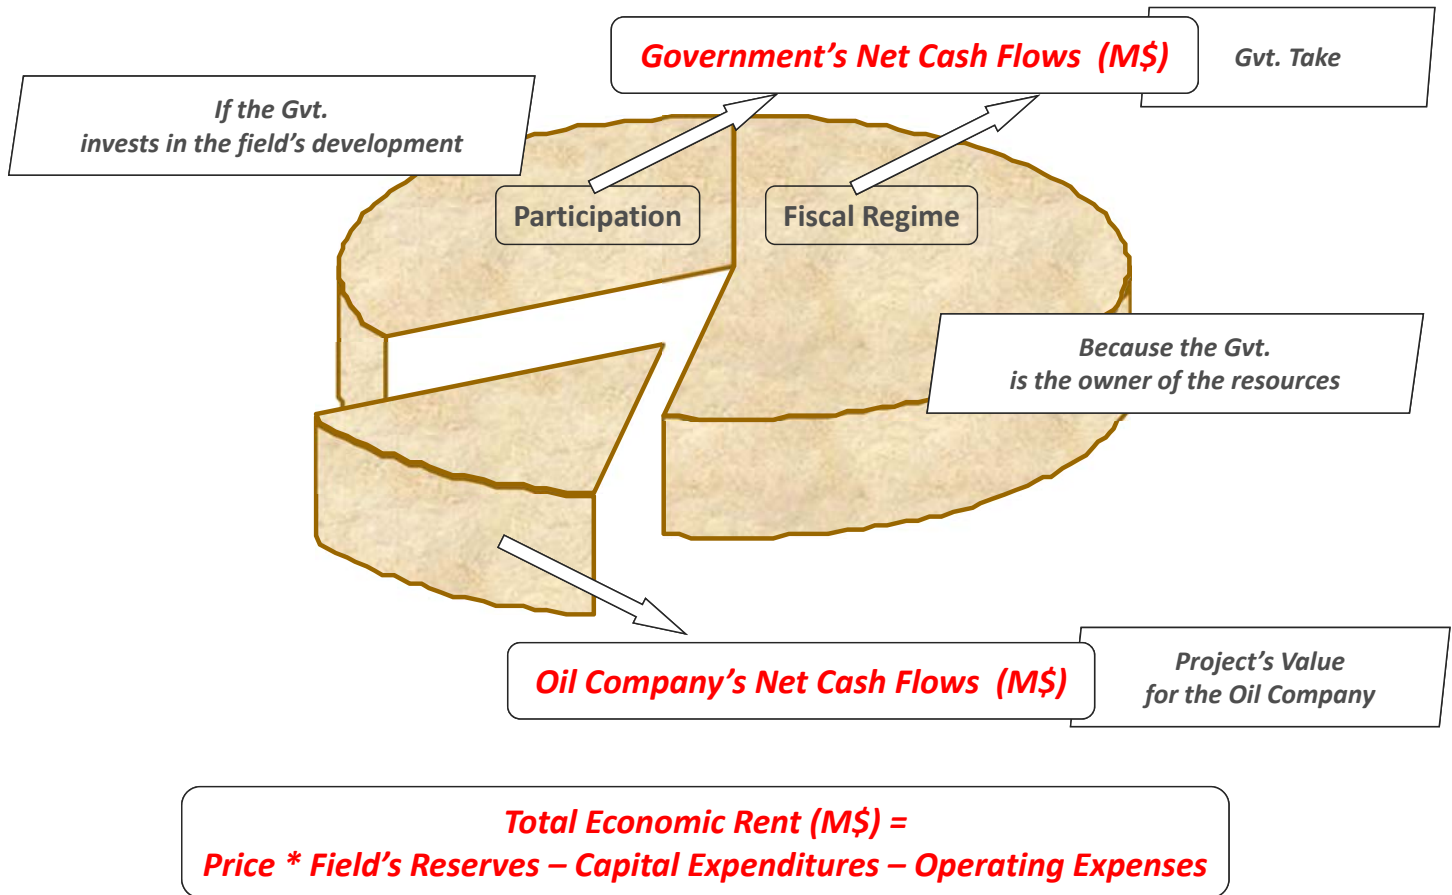 Government’s Net Cash Flows (M$)
Gvt. Take
If the Gvt.
invests in the field’s development
Participation
Fiscal Regime
Because the Gvt.
is the owner of the resources
Oil Company’s Net Cash Flows (M$)
Project’s Value
for the Oil Company
Total Economic Rent (M$) =
Price * Field’s Reserves – Capital Expenditures – Operating Expenses